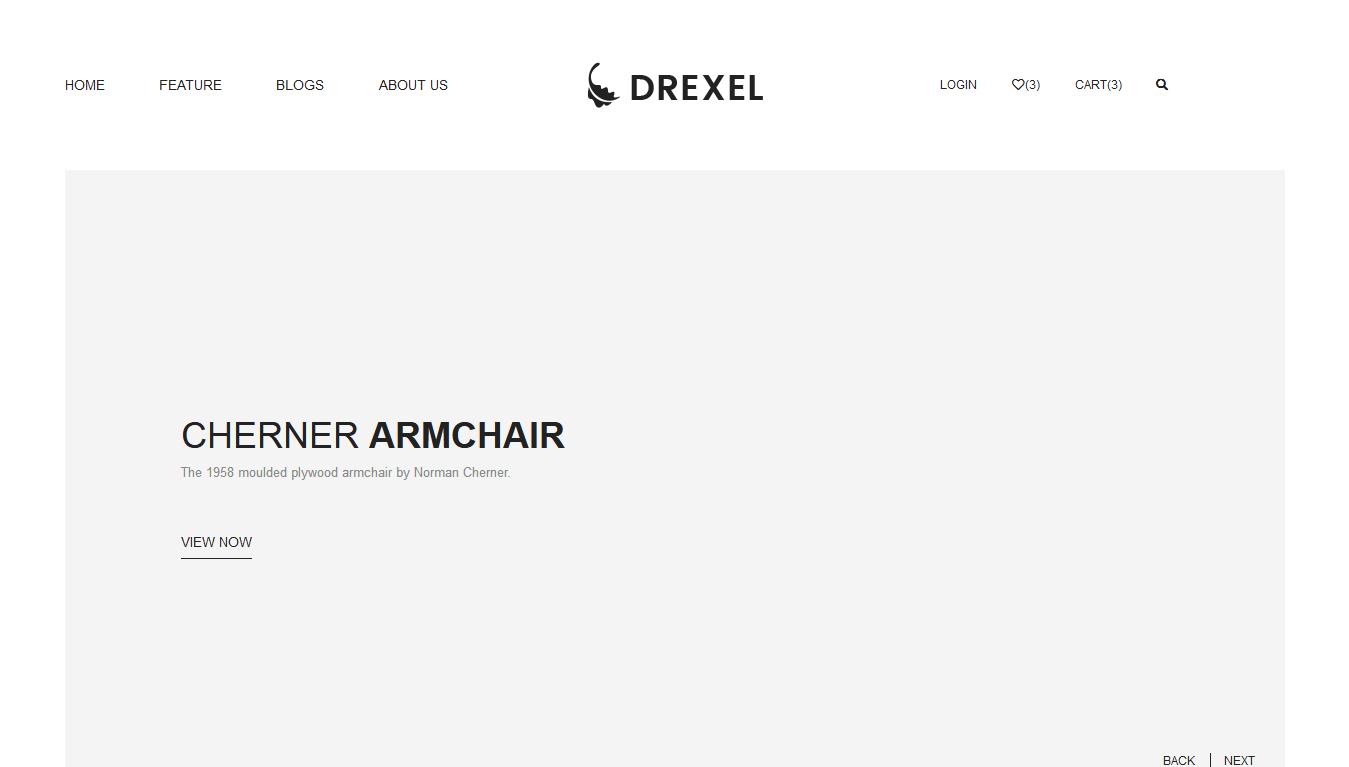 HOME FEATURE BLOGS ABOUT US DREXEL LOGIN (3) CART(3)
CHERNER ARMCHAIR
The 1958 moulded plywood armchair by Norman Cherner.
VIEW NOW
BACK NEXT